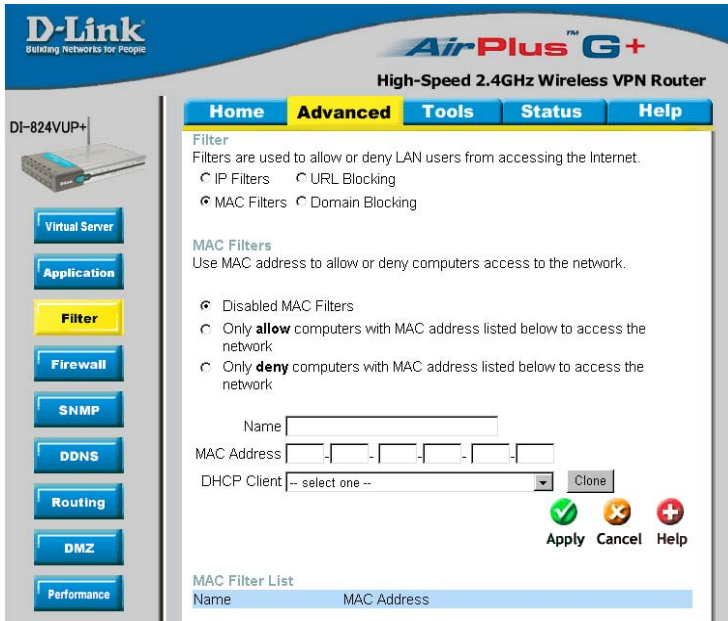 D-Link
Building Networks for People
AirPlus™ G+
High-Speed 2.4GHz Wireless VPN Router
DI-824VUP+
Home
Advanced
Tools
Status
Help
Virtual Server
Application
Filter
Firewall
SNMP
DDNS
Routing
DMZ
Performance
Filter
Filters are used to allow or deny LAN users from accessing the Internet.
IP Filters URL Blocking
MAC Filters Domain Blocking
MAC Filters
Use MAC address to allow or deny computers access to the network.
Disabled MAC Filters
Only allow computers with MAC address listed below to access the
network
Only deny computers with MAC address listed below to access the
network
Name
MAC Address - - - - -
DHCP Client -- select one -- Clone
Apply Cancel Help
MAC Filter List
Name MAC Address